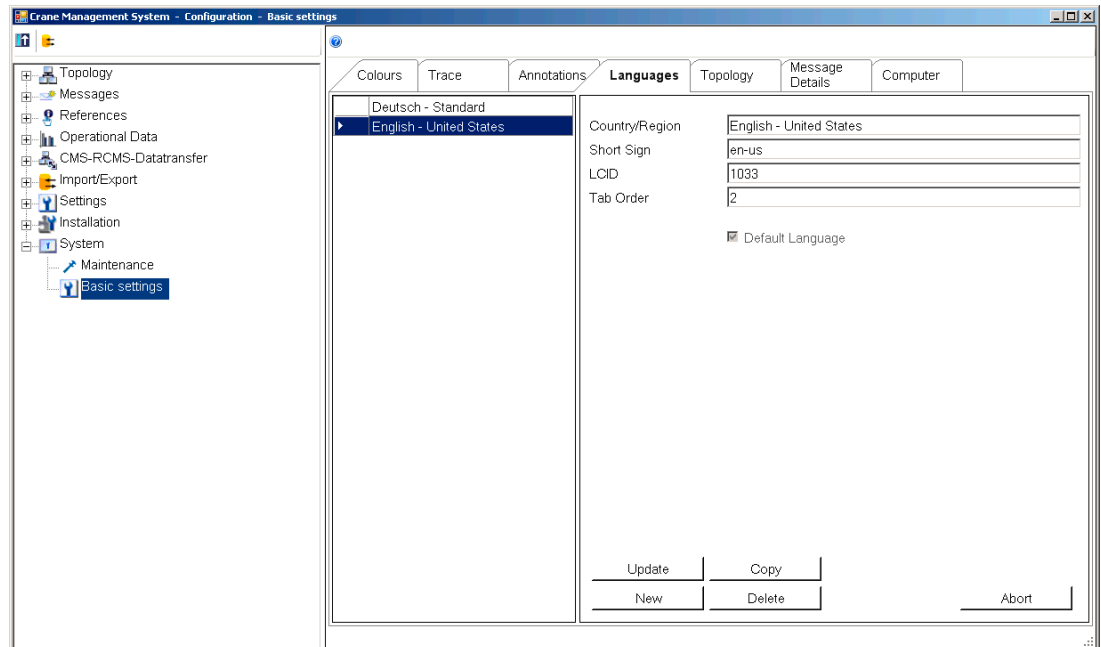 Crane Management System - Configuration - Basic settings
Topology
Messages
References
Operational Data
CMS-RCMS-Datatransfer
Import/Export
Settings
Installation
System
Maintenance
Basic settings
Colours
Trace
Annotations
Languages
Topology
Message
Details
Computer
Deutsch - Standard
English - United States
Country/Region English - United States
Short Sign en-us
LCID 1033
Tab Order 2
Default Language
Update Copy
New Delete Abort